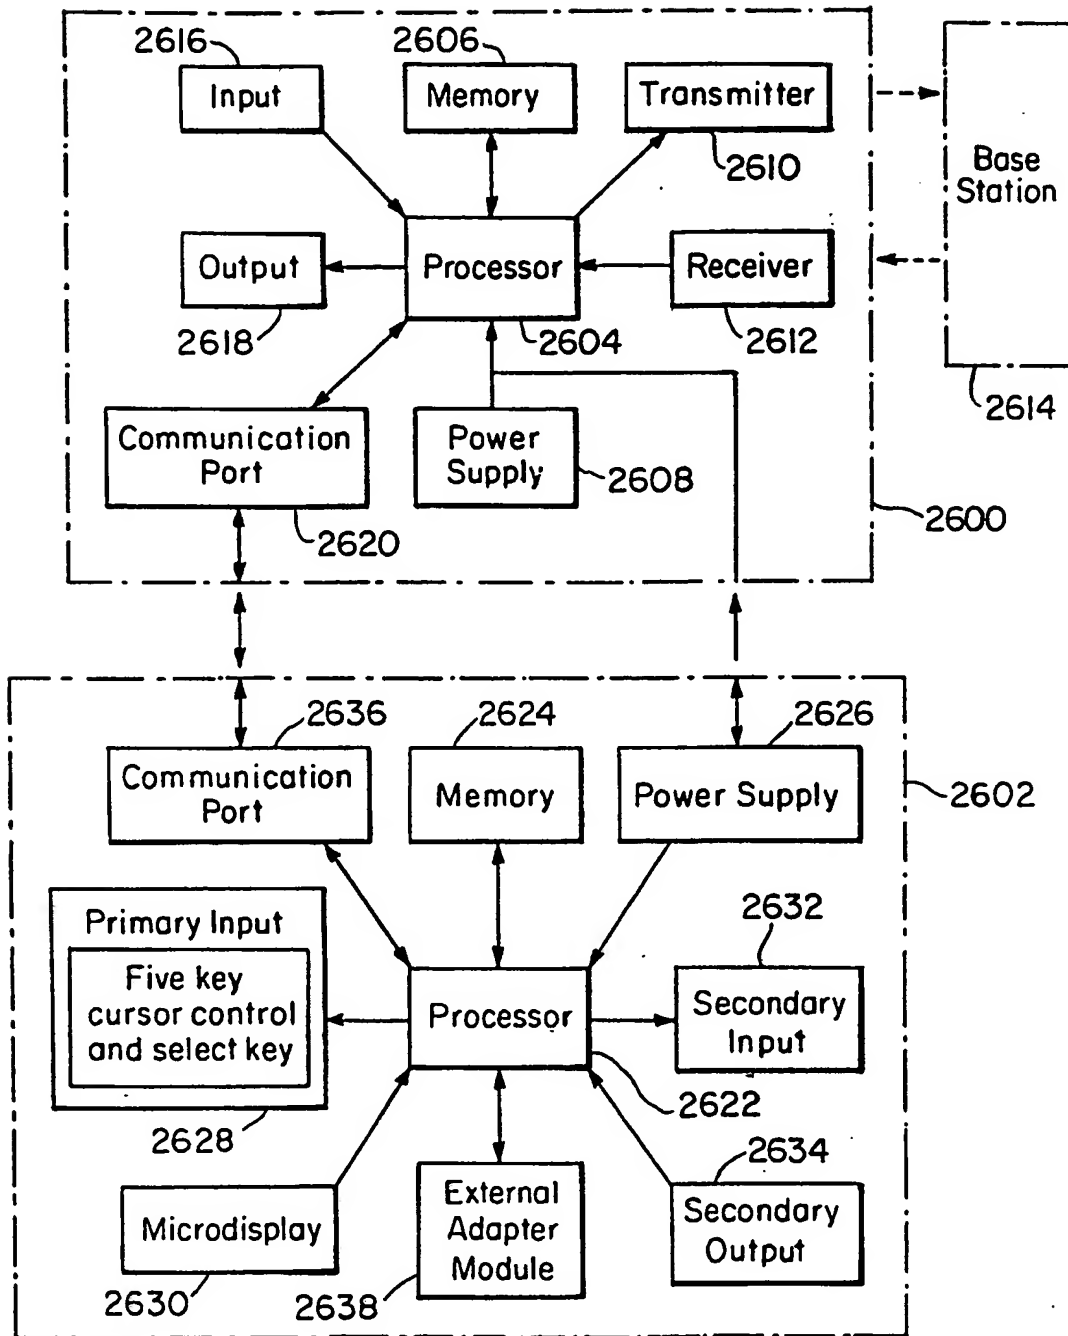 2616
2606
Input
Memory
Transmitter
2610
Base
Station
Output
Processor
Receiver
2618
2604
2612
2614
Communication
Port
Power
Supply
2608
2600
2620
2636
2624
2626
Communication
Port
Memory
Power Supply
2602
Primary Input
Five key
cursor control
and select key
2632
Processor
Secondary
Input
2622
2628
2634
Microdisplay
External
Adapter
Module
Secondary
Output
2630
2638